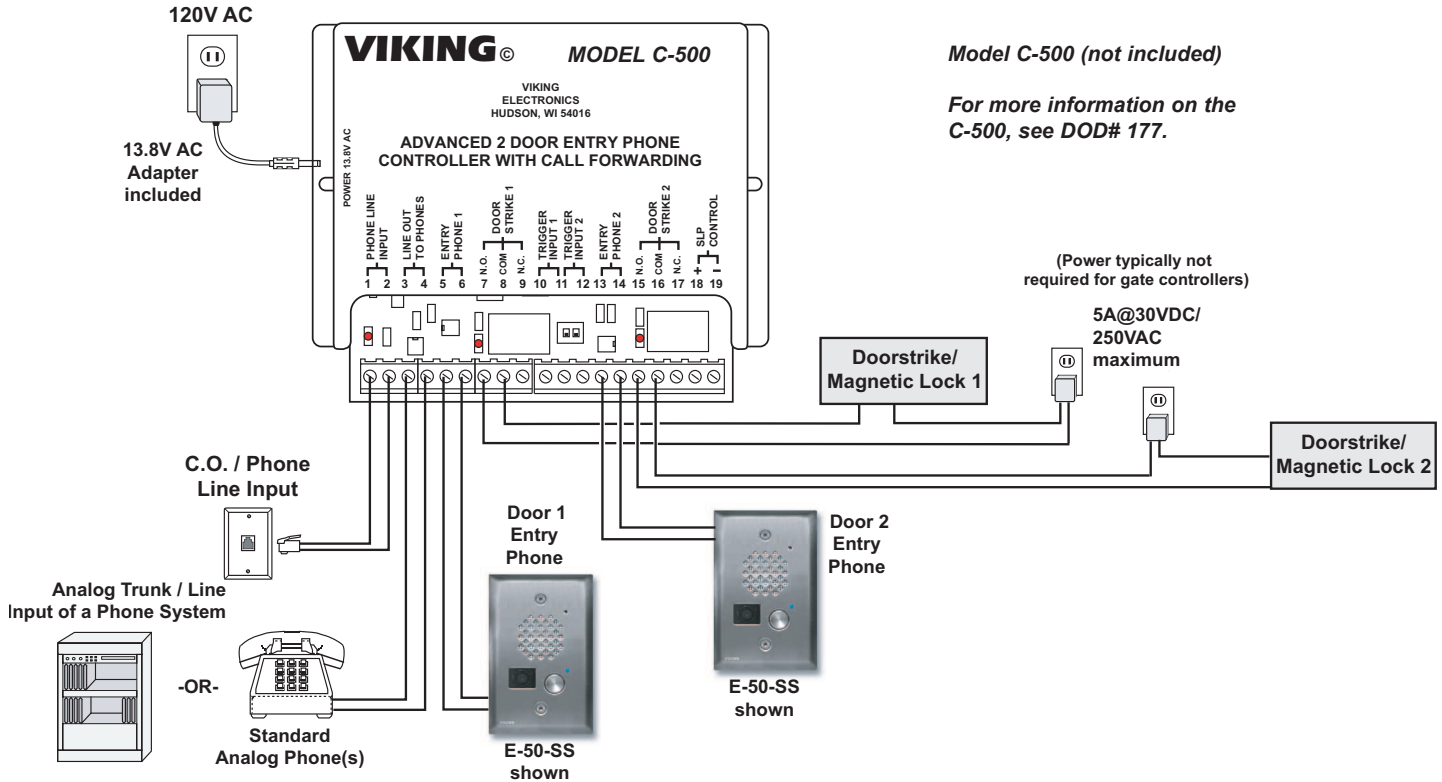 120V AC
13.8V AC
Adapter
included
VIKING© MODEL C-500
VIKING
ELECTRONICS
HUDSON, WI 54016
ADVANCED 2 DOOR ENTRY PHONE
CONTROLLER WITH CALL FORWARDING
POWER 13.8V AC
PHONE LINE
INPUT
LINE OUT
TO PHONES
ENTRY
PHONE 1
DOOR
STRIKE 1
N.O. COM N.C.
TRIGGER
INPUT 1
TRIGGER
INPUT 2
ENTRY
PHONE 2
DOOR
STRIKE 2
N.O. COM N.C.
SLP
CONTROL
+ –
1 2 3 4 5 6 7 8 9 10 11 12 13 14 15 16 17 18 19
Model C-500 (not included)
For more information on the
C-500, see DOD# 177.
(Power typically not
required for gate controllers)
5A@30VDC/
250VAC
maximum
Doorstrike/
Magnetic Lock 1
Doorstrike/
Magnetic Lock 2
C.O. / Phone
Line Input
Analog Trunk / Line
Input of a Phone System
-OR-
Standard
Analog Phone(s)
Door 1
Entry
Phone
E-50-SS
shown
Door 2
Entry
Phone
E-50-SS
shown